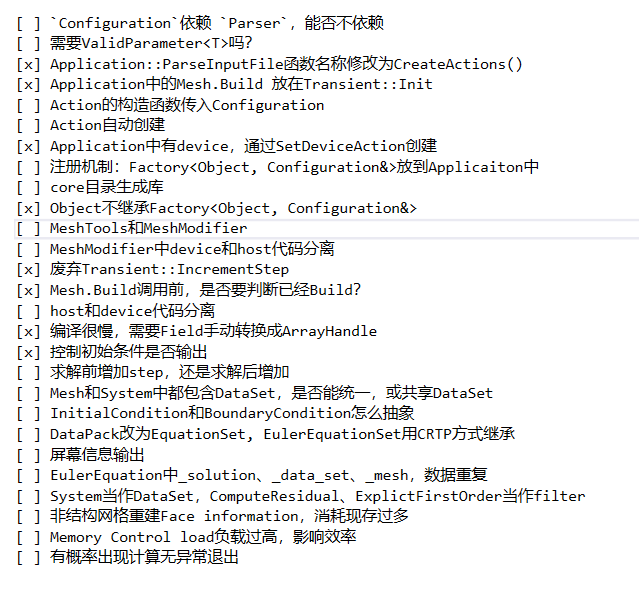 [ ] `Configuration`依赖 `Parser`，能否不依赖
[ ] 需要ValidParameter<T>吗？
[x] Application::ParseInputFile函数名称修改为CreateActions()
[x] Application中的Mesh.Build 放在Transient::Init
[ ] Action的构造函数传入Configuration
[ ] Action自动创建
[x] Application中有device，通过SetDeviceAction创建
[ ] 注册机制：Factory<Object, Configuration&>放到Applicaiton中
[ ] core目录生成库
[x] Object不继承Factory<Object, Configuration&>
[ ] MeshTools和MeshModifier
[ ] MeshModifier中device和host代码分离
[x] 废弃Transient::IncrementStep
[x] Mesh.Build调用前，是否要判断已经Build？
[ ] host和device代码分离
[x] 编译很慢，需要Field手动转换成ArrayHandle
[x] 控制初始条件是否输出
[ ] 求解前增加step，还是求解后增加
[ ] Mesh和System中都包含DataSet，是否能统一，或共享DataSet
[ ] InitialCondition和BoundaryCondition怎么抽象
[ ] DataPack改为EquationSet, EulerEquationSet用CRTP方式继承
[ ] 屏幕信息输出
[ ] EulerEquation中_solution、_data_set、_mesh，数据重复
[ ] System当作DataSet，ComputeResidual、ExplictFirstOrder当作filter
[ ] 非结构网格重建Face information，消耗现存过多
[ ] Memory Control load负载过高，影响效率
[ ] 有概率出现计算无异常退出